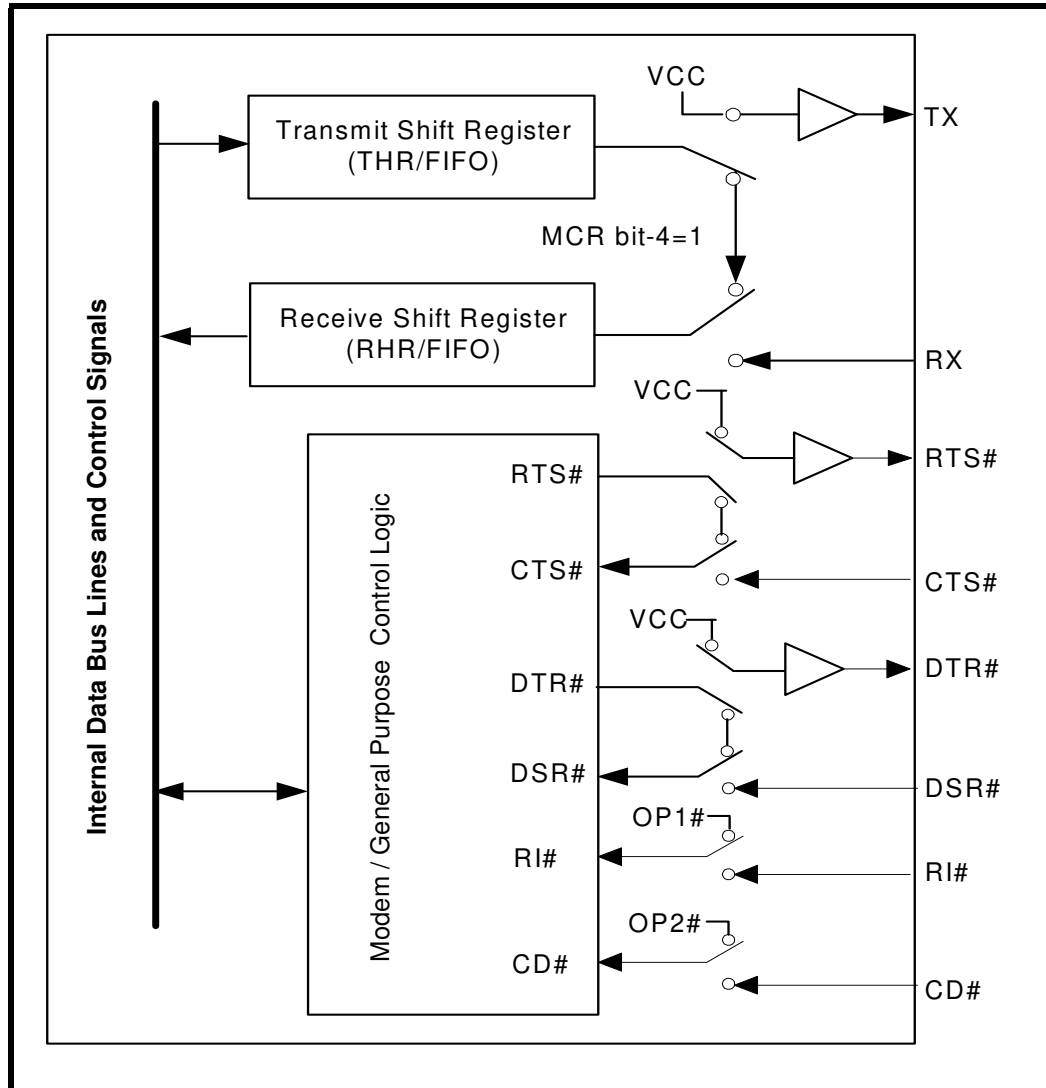 VCC
TX
Transmit Shift Register
(THR/FIFO)
MCR bit-4=1
Receive Shift Register
(RHR/FIFO)
RX
VCC
RTS#
RTS#
CTS#
CTS#
VCC
DTR#
DTR#
DSR#
DSR#
OP1#
RI#
RI#
OP2#
CD#
CD#
Internal Data Bus Lines and Control Signals
Modem / General Purpose Control Logic